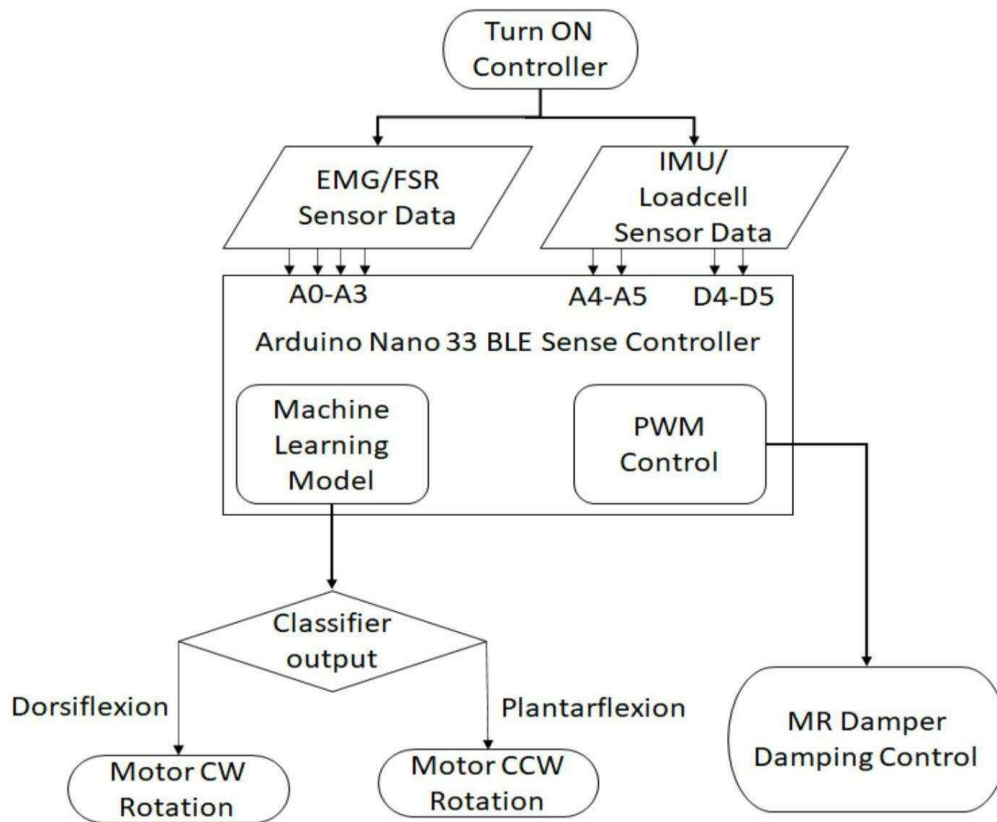 Turn ON
Controller
EMG/FSR
Sensor Data
IMU/
Loadcell
Sensor Data
A0-A3
A4-A5
D4-D5
Arduino Nano 33 BLE Sense Controller
Machine
Learning
Model
PWM
Control
Classifier
output
Dorsiflexion
Plantarflexion
MR Damper
Damping Control
Motor CW
Rotation
Motor CCW
Rotation